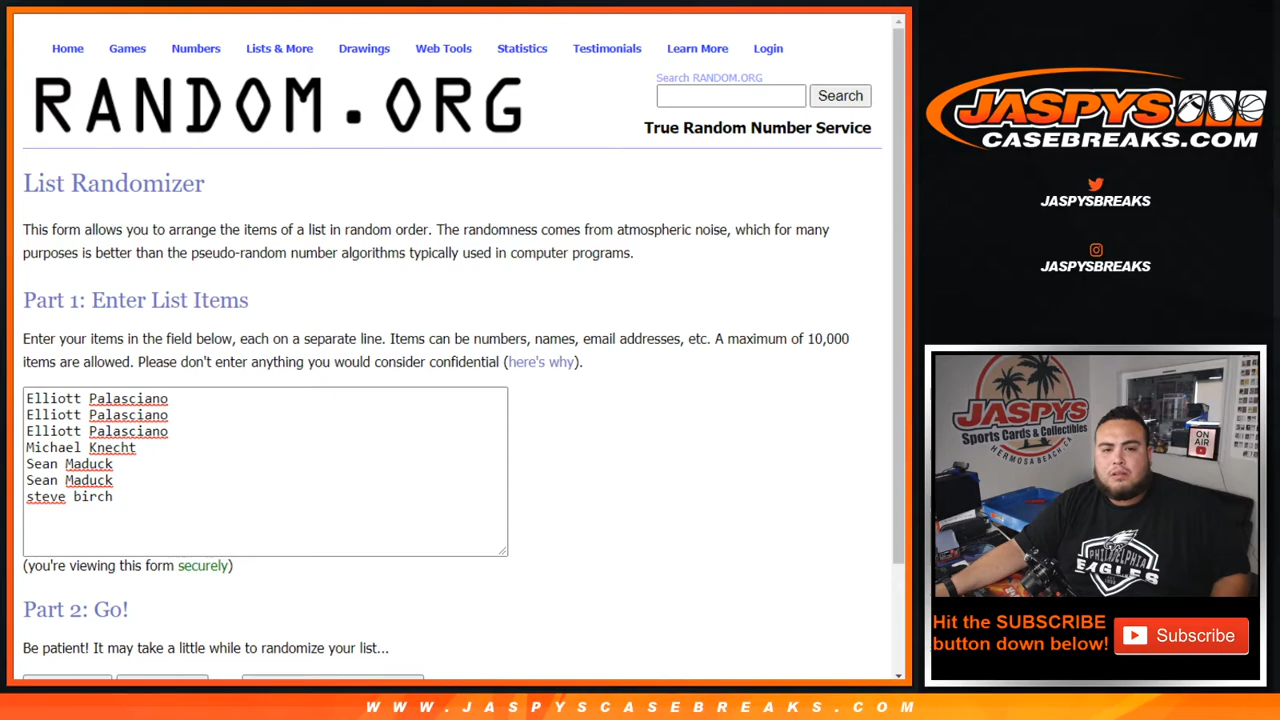 Home Games Numbers Lists & More Drawings Web Tools Statistics Testimonials Learn More Login
RANDOM.ORG
Search RANDOM.ORG
Search
True Random Number Service
List Randomizer
This form allows you to arrange the items of a list in random order. The randomness comes from atmospheric noise, which for many
purposes is better than the pseudo-random number algorithms typically used in computer programs.
Part 1: Enter List Items
Enter your items in the field below, each on a separate line. Items can be numbers, names, email addresses, etc. A maximum of 10,000
items are allowed. Please don't enter anything you would consider confidential (here's why).
Elliott Palasciano
Elliott Palasciano
Elliott Palasciano
Michael Knecht
Sean Maduck
Sean Maduck
steve birch
(you're viewing this form securely)
Part 2: Go!
Be patient! It may take a little while to randomize your list...
JASPYS
CASEBREAKS.COM
JASPYSBREAKS
JASPYSBREAKS
JASPYS
Sports Cards & Collectibles
HERMOSA BEACH, CA
ON
AIR
PHILADELPHIA
EAGLES
Hit the SUBSCRIBE
button down below!
Subscribe
WWW.JASPYSCASEBREAKS.COM